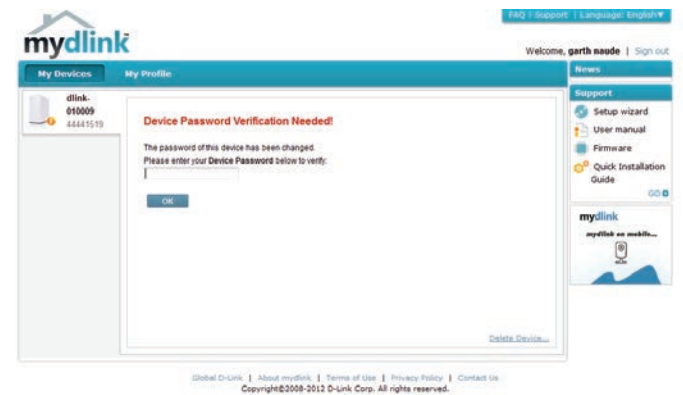 FAQ | Support | Language: English▼
mydlink
Welcome, garth naude | Sign out
My Devices
My Profile
dlink-
010009
44441519
Device Password Verification Needed!
The password of this device has been changed.
Please enter your Device Password below to verify:
OK
Delete Device...
News
Support
Setup wizard
User manual
Firmware
Quick Installation
Guide
GO
mydlink
mydlink on mobile...
Global D-Link | About mydlink | Terms of Use | Privacy Policy | Contact Us
Copyright©2008-2012 D-Link Corp. All rights reserved.